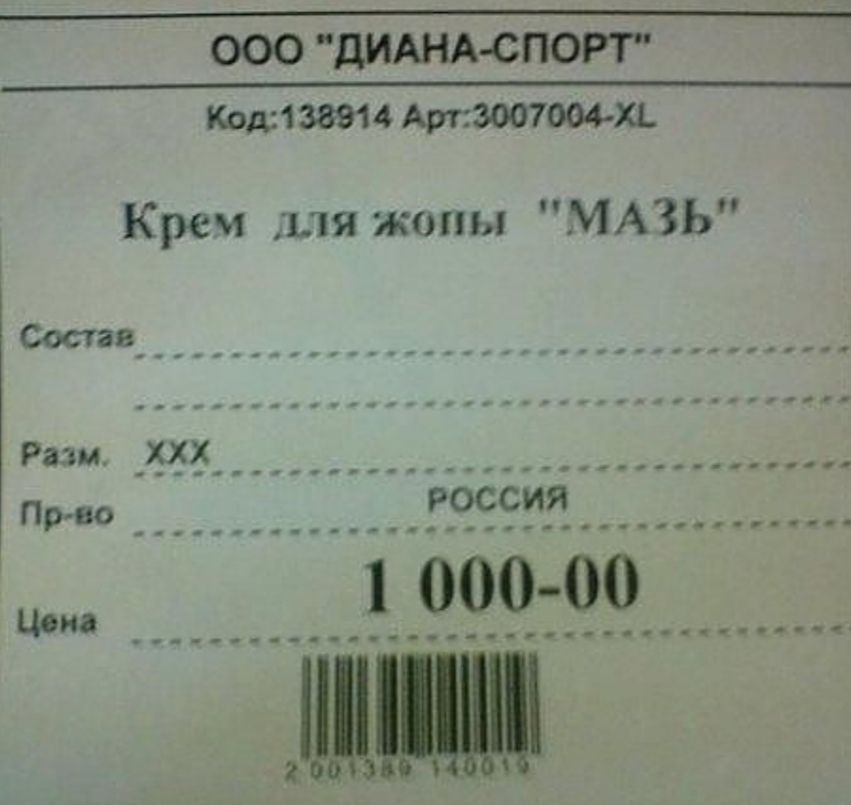 ООО "ДИАНА-СПОРТ"
Код:138914 Арт:3007004-XL
Крем для жопы "МАЗЬ"
Состав
Разм. XXX
Пр-во РОССИЯ
Цена 1 000-00
2 001389 140019